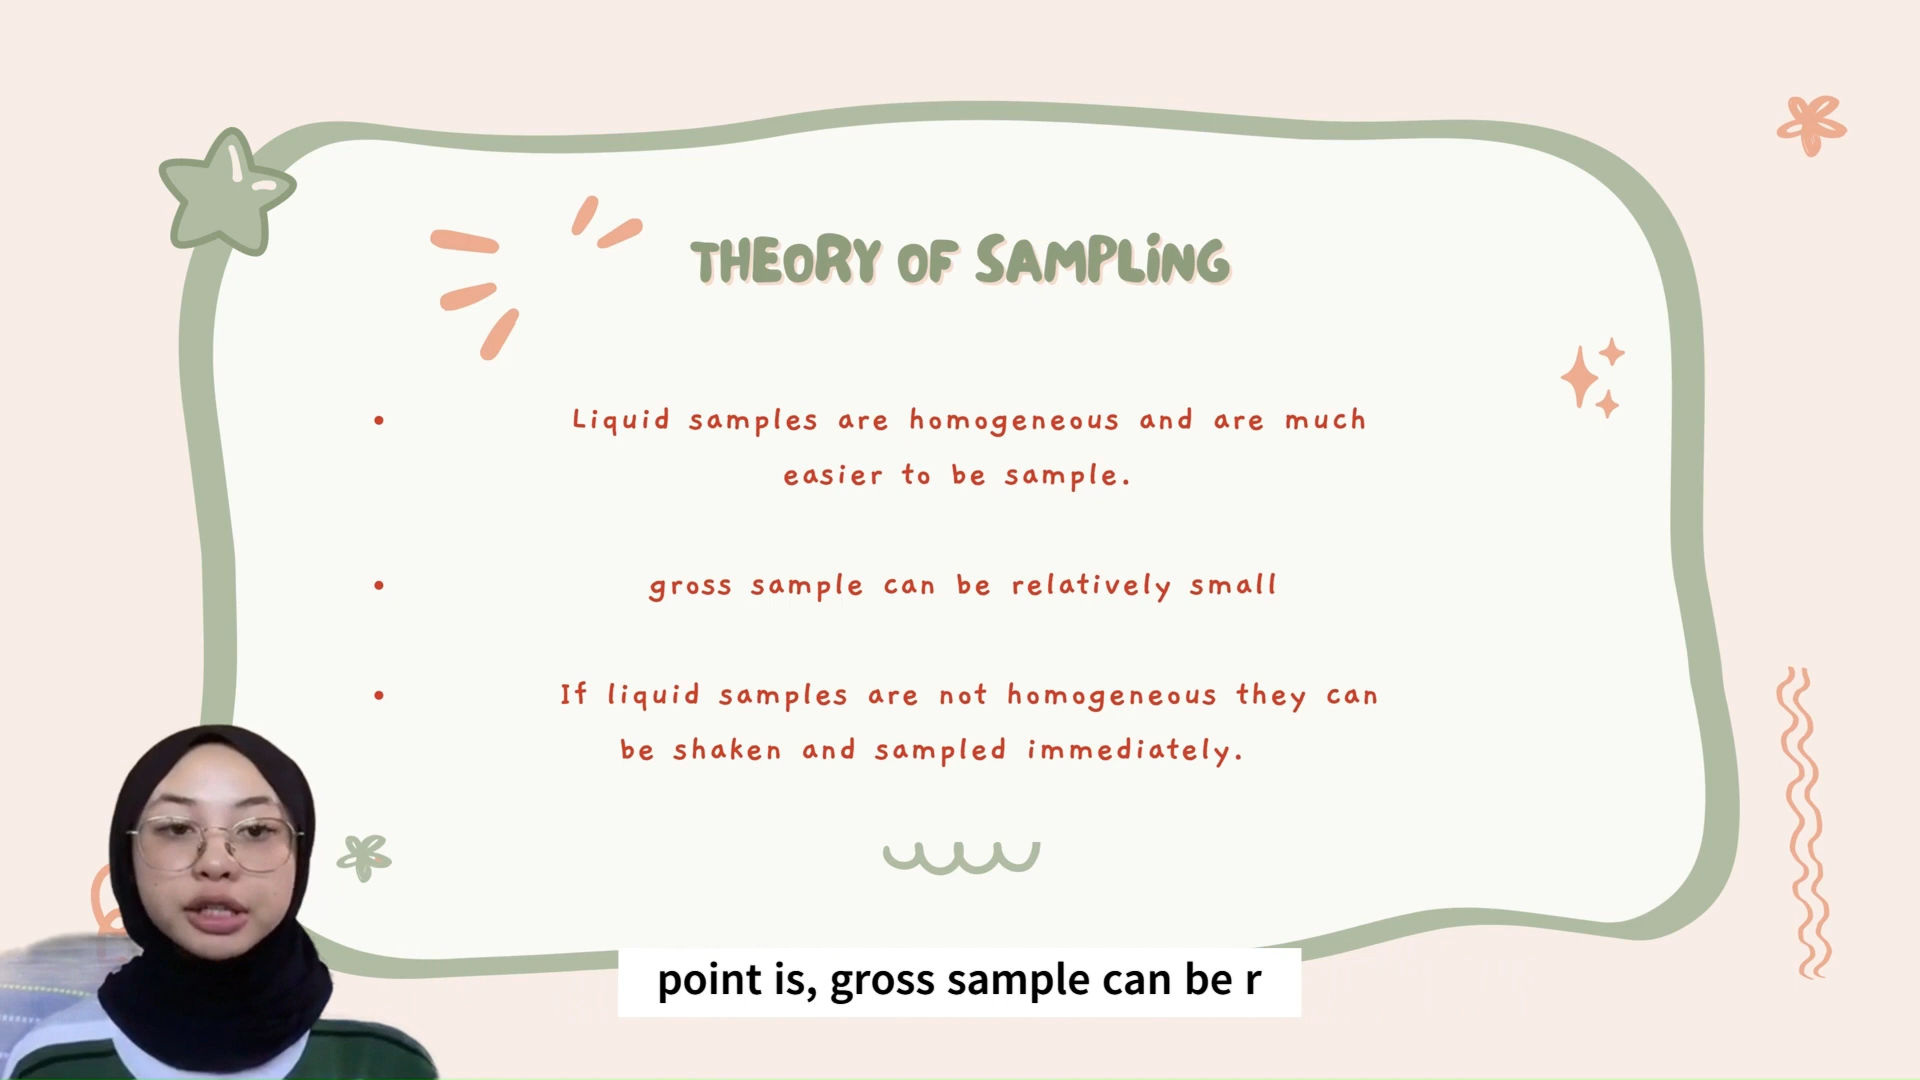 THEORY OF SAMPLING
• Liquid samples are homogeneous and are much
easier to be sample.
• gross sample can be relatively small
• If liquid samples are not homogeneous they can
be shaken and sampled immediately.
point is, gross sample can be r